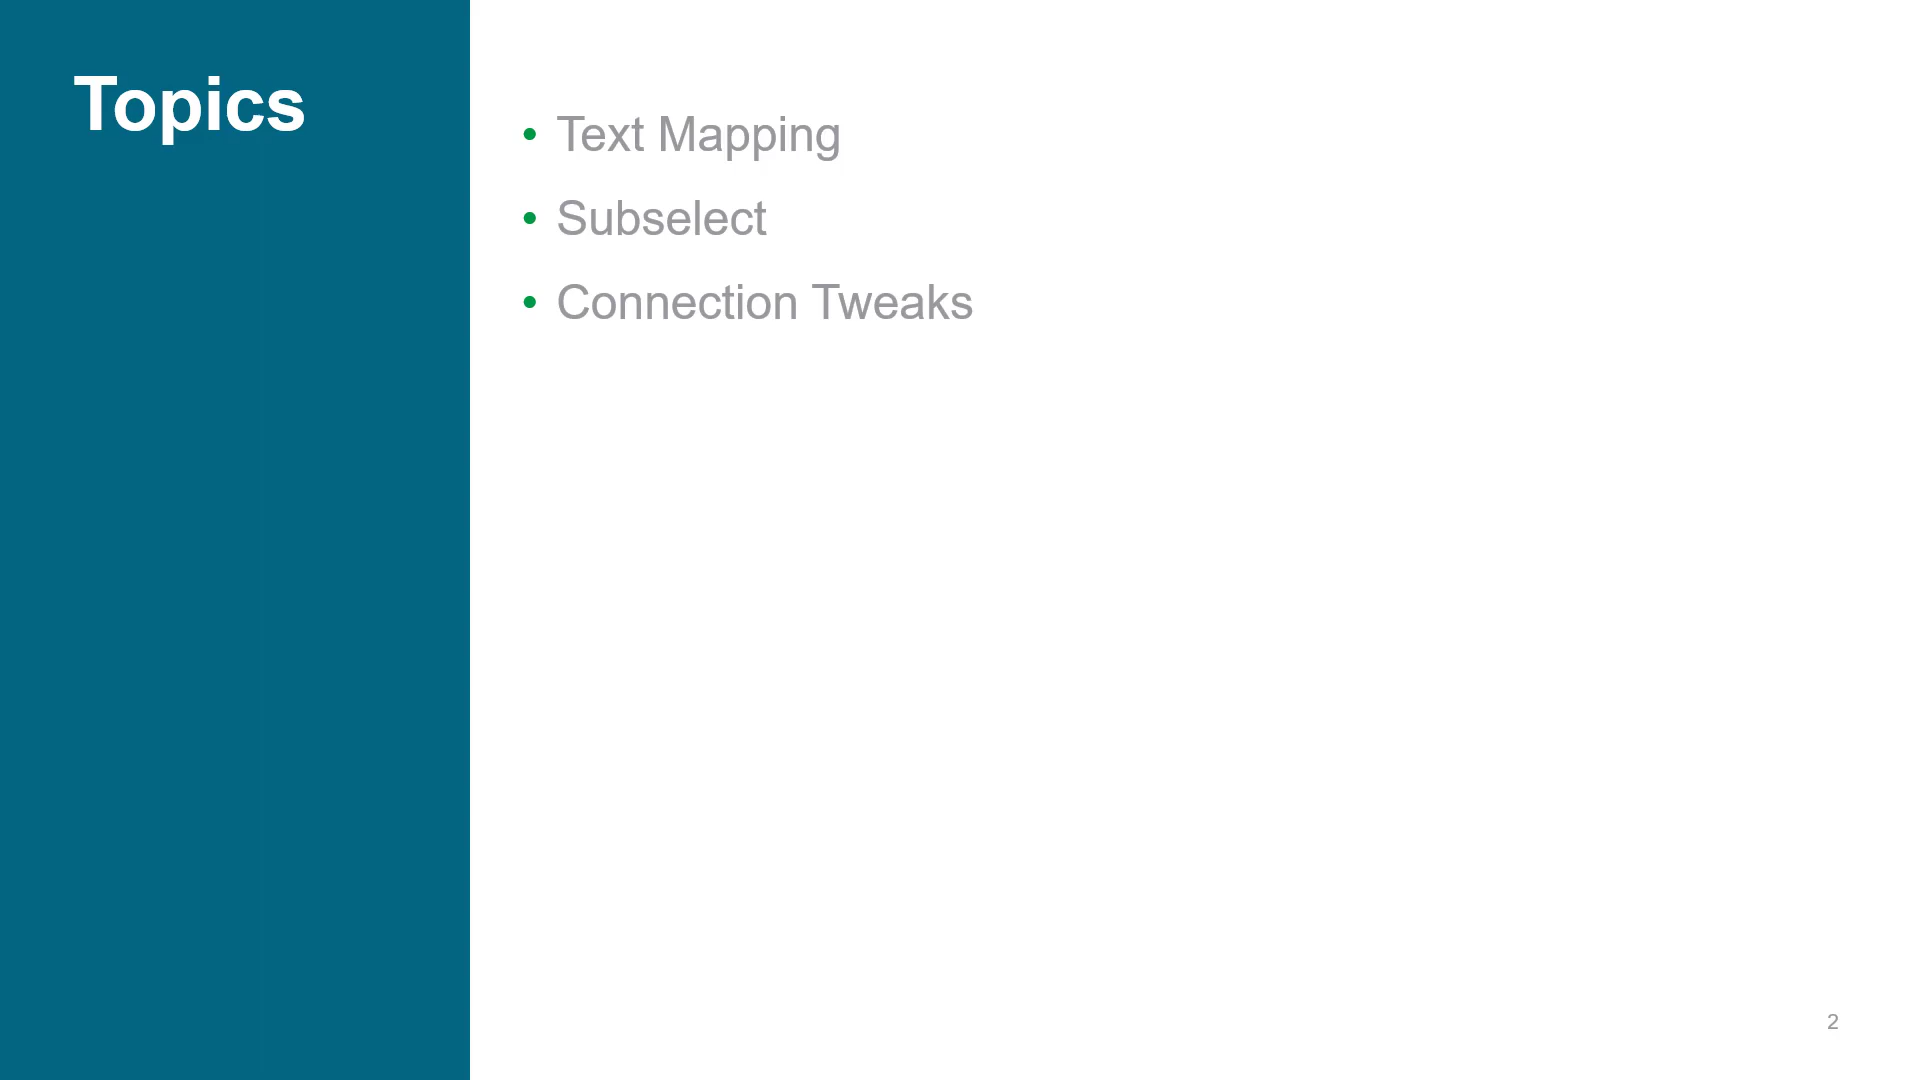 Topics
• Text Mapping
• Subselect
• Connection Tweaks
2